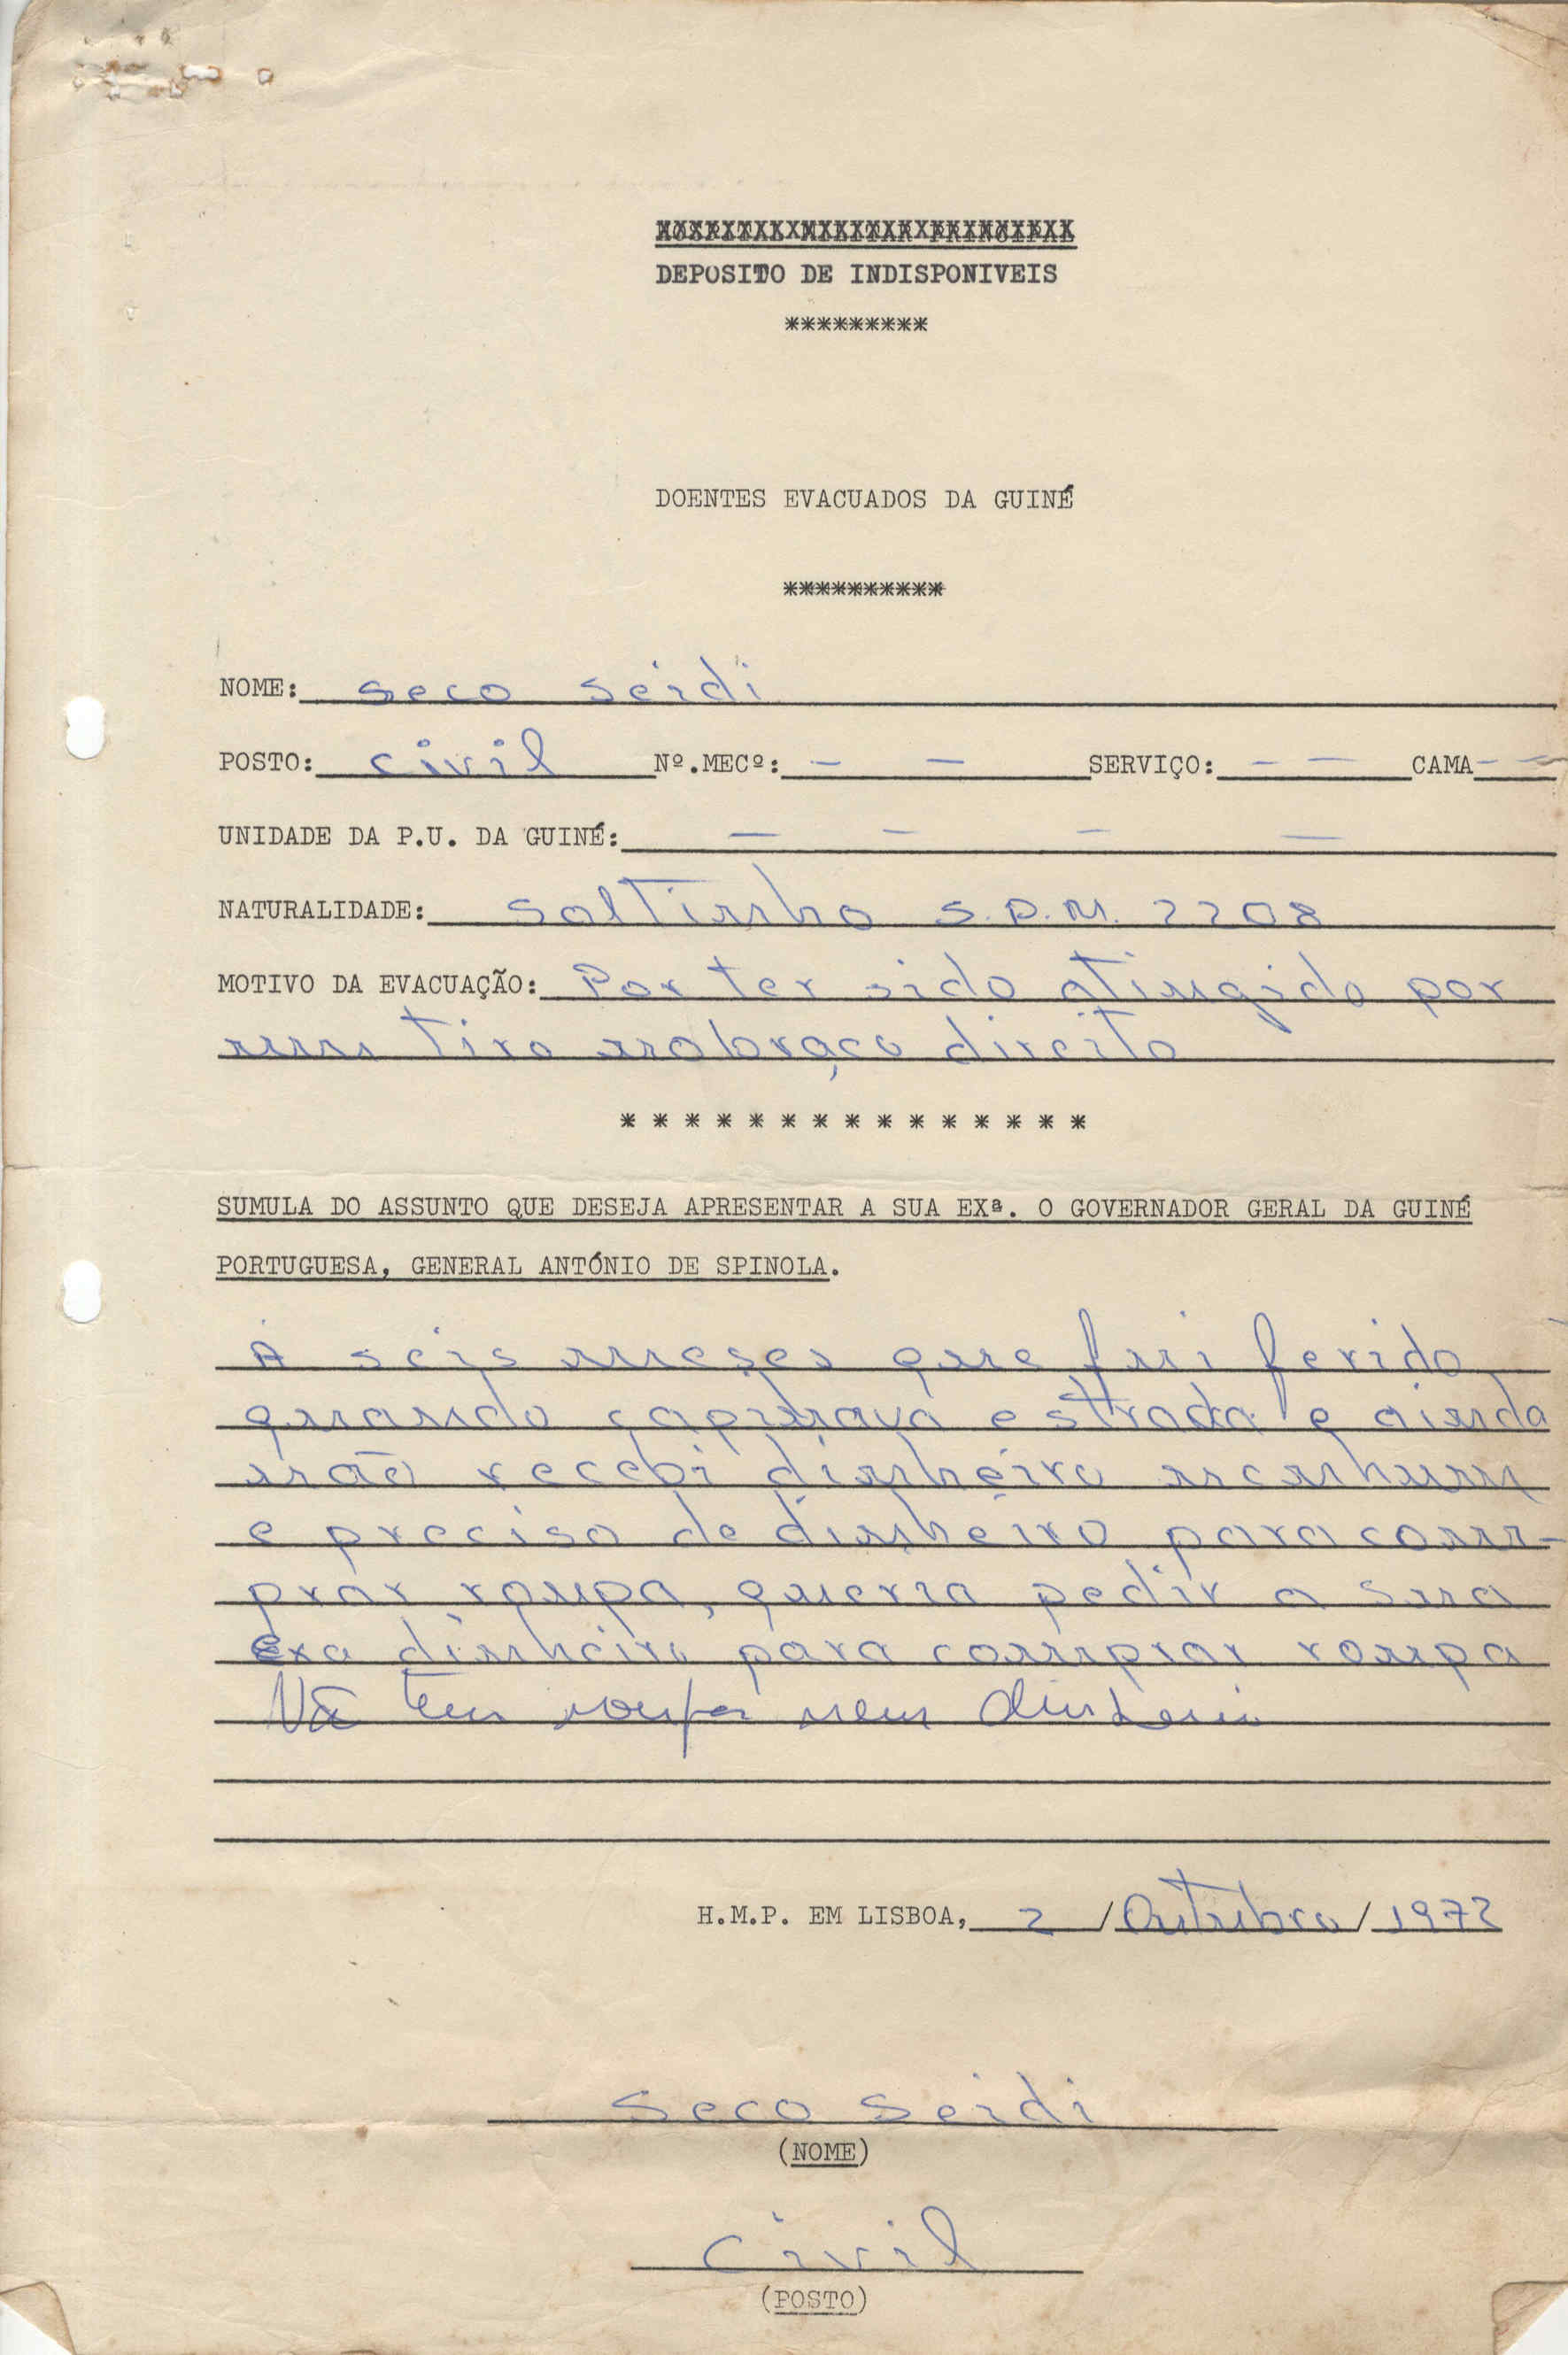 HOSPITAL MILITAR PRINCIPAL
DEPOSITO DE INDISPONIVEIS
*********
DOENTES EVACUADOS DA GUINÉ
**********
NOME: Seco Seidi
POSTO: civil Nº.MECº: - - SERVIÇO: - - CAMA - -
UNIDADE DA P.U. DA GUINÉ: - - - -
NATURALIDADE: Saltinho S.P.M. 2208
MOTIVO DA EVACUAÇÃO: Por ter sido atingido por
um tiro no braço direito
* * * * * * * * * * * * * * *
SUMULA DO ASSUNTO QUE DESEJA APRESENTAR A SUA EXª. O GOVERNADOR GERAL DA GUINÉ
PORTUGUESA, GENERAL ANTÓNIO DE SPINOLA.
A seis meses que fui ferido
quando capinava estrada e ainda
não recebi dinheiro nenhum
e preciso de dinheiro para com-
prar roupa, queria pedir a sua
Exa dinheiro para comprar roupa
Nã tem roupa nem dinheiro
H.M.P. EM LISBOA, 2 / Outubro / 1972
Seco Seidi
(NOME)
Civil
(POSTO)